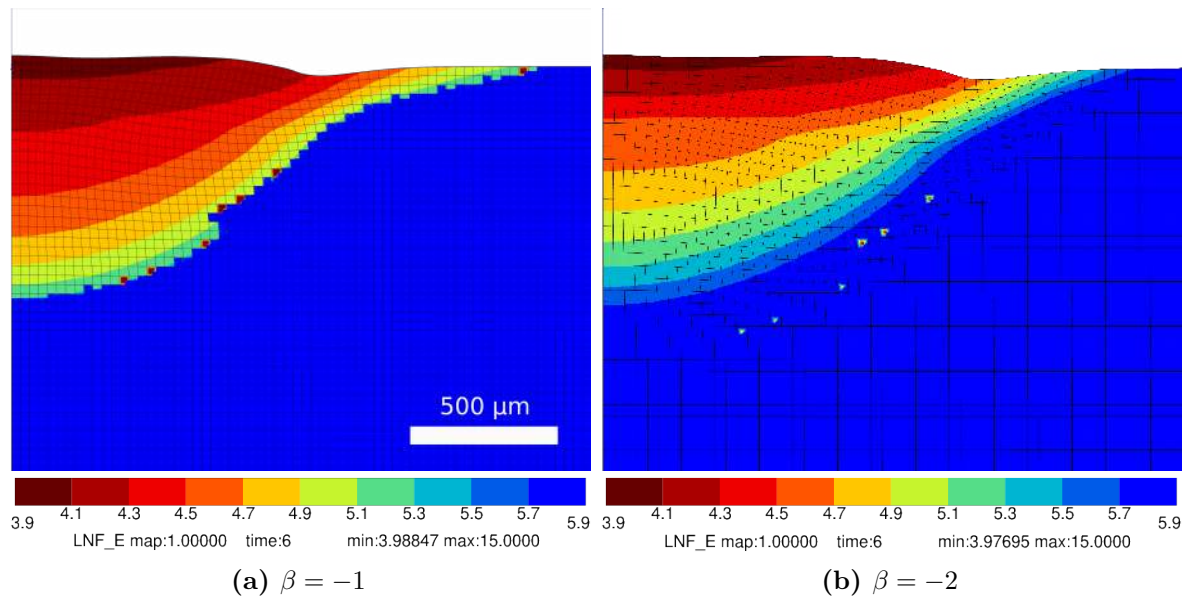 500 μm
3.9 4.1 4.3 4.5 4.7 4.9 5.1 5.3 5.5 5.7 5.9
LNF_E map:1.00000 time:6 min:3.98847 max:15.0000
(a) β = −1
3.9 4.1 4.3 4.5 4.7 4.9 5.1 5.3 5.5 5.7 5.9
LNF_E map:1.00000 time:6 min:3.97695 max:15.0000
(b) β = −2